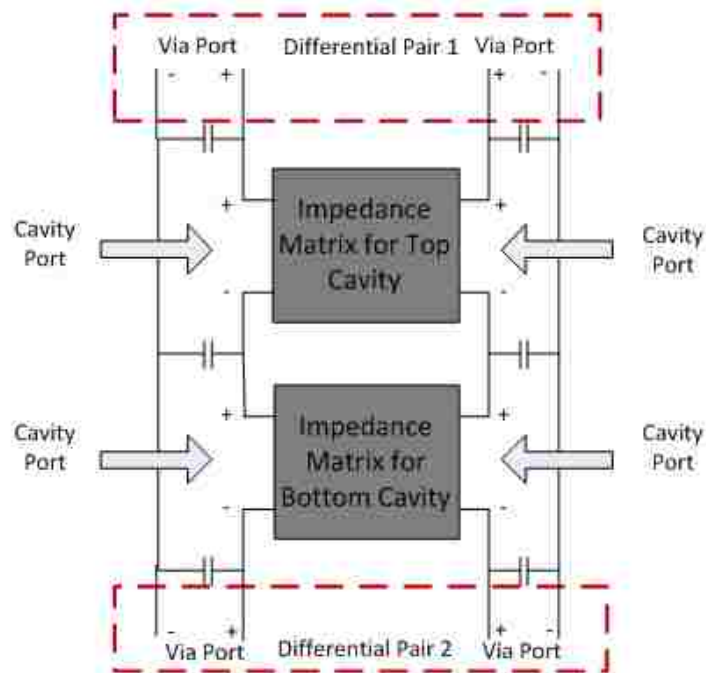 Via Port Differential Pair 1 Via Port
- + + -
+ +
Impedance
Matrix for Top
Cavity
Cavity
Port
Cavity
Port
- -
+ +
Impedance
Matrix for
Bottom Cavity
Cavity
Port
Cavity
Port
- -
- + + -
Via Port Differential Pair 2 Via Port